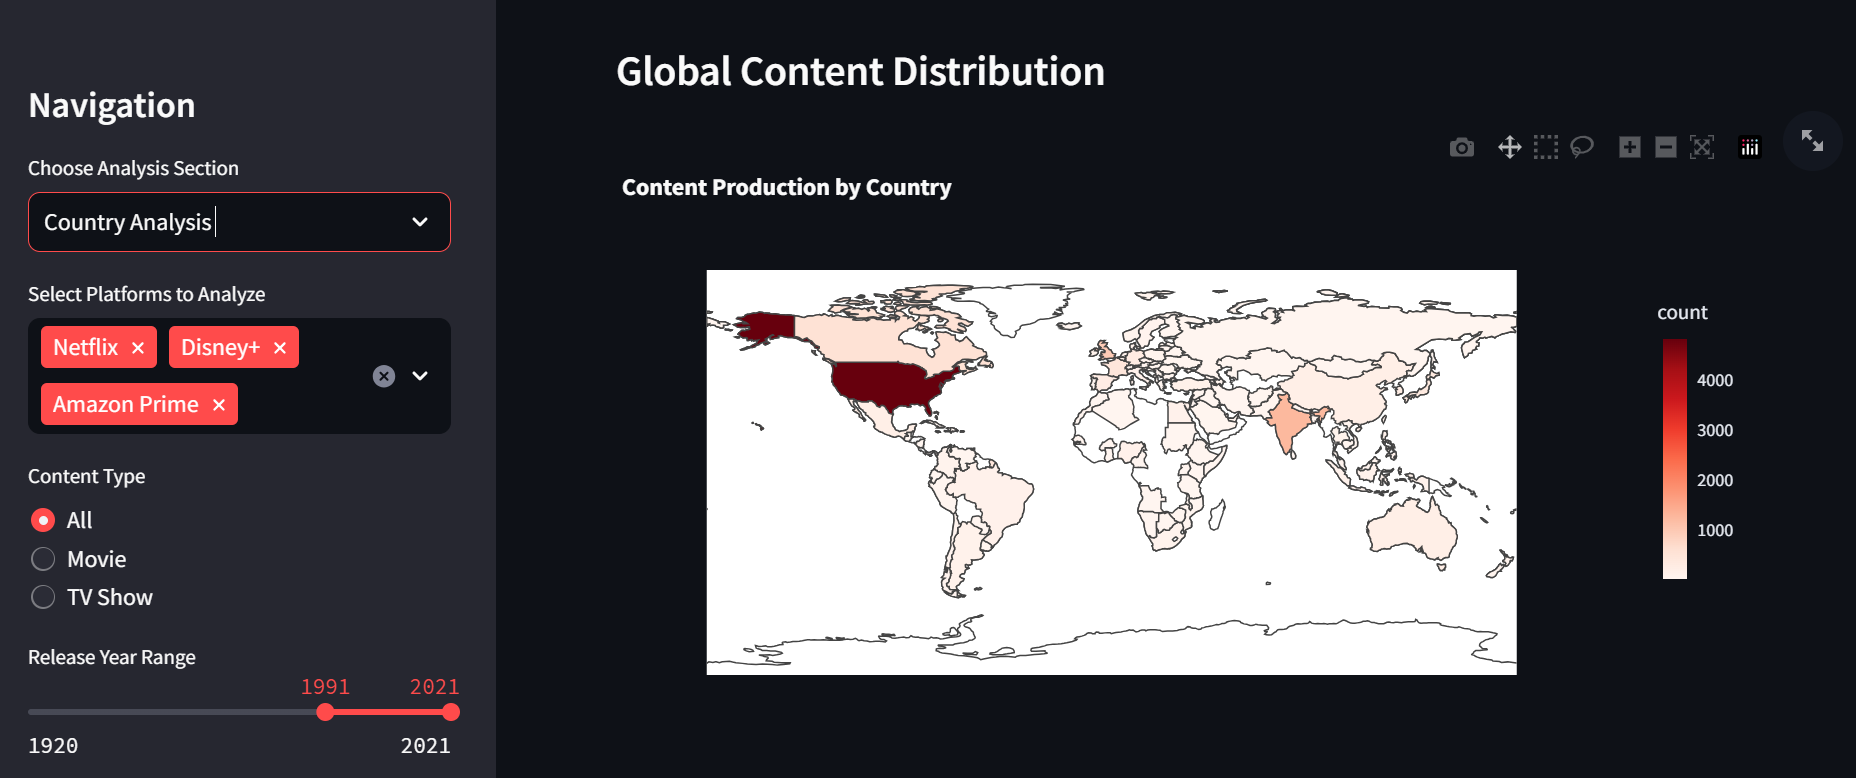 Navigation
Choose Analysis Section
Country Analysis
Select Platforms to Analyze
Netflix × Disney+ ×
Amazon Prime ×
Content Type
All
Movie
TV Show
Release Year Range
1991 2021
1920 2021
Global Content Distribution
Content Production by Country
count
4000
3000
2000
1000